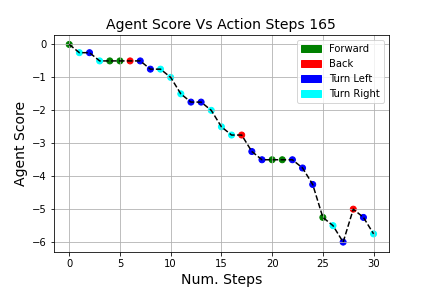 Agent Score Vs Action Steps 165
Agent Score
0
−1
−2
−3
−4
−5
−6
Forward
Back
Turn Left
Turn Right
0 5 10 15 20 25 30
Num. Steps